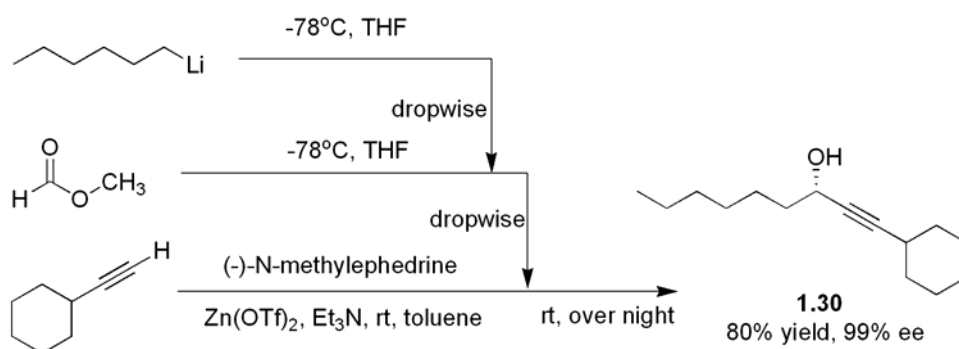 -78°C, THF
Li
dropwise
-78°C, THF
O
H
O
CH3
dropwise
OH
H
(-)-N-methylephedrine
Zn(OTf)2, Et3N, rt, toluene
rt, over night
1.30
80% yield, 99% ee